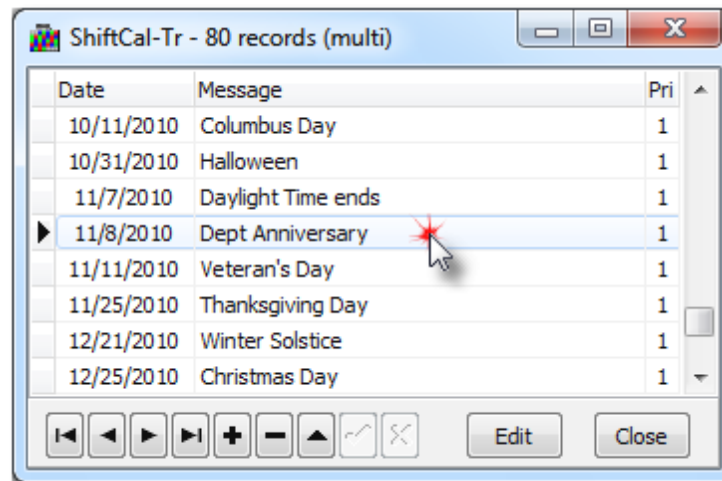 ShiftCal-Tr - 80 records (multi)
Date Message Pri
10/11/2010 Columbus Day 1
10/31/2010 Halloween 1
11/7/2010 Daylight Time ends 1
11/8/2010 Dept Anniversary 1
11/11/2010 Veteran's Day 1
11/25/2010 Thanksgiving Day 1
12/21/2010 Winter Solstice 1
12/25/2010 Christmas Day 1
Edit Close